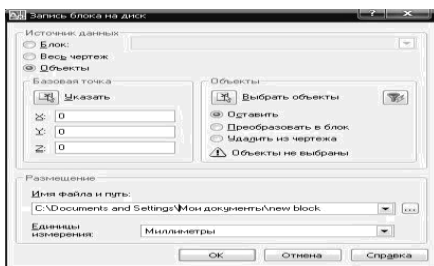 Запись блока на диск
Источник данных
Блок:
Весь чертеж
Объекты
Базовая точка
Указать
X: 0
Y: 0
Z: 0
Объекты
Выбрать объекты
Оставить
Преобразовать в блок
Удалить из чертежа
Объекты не выбраны
Размещение
Имя файла и путь:
C:\Documents and Settings\Мои документы\new block
Единицы измерения: Миллиметры
OK Отмена Справка